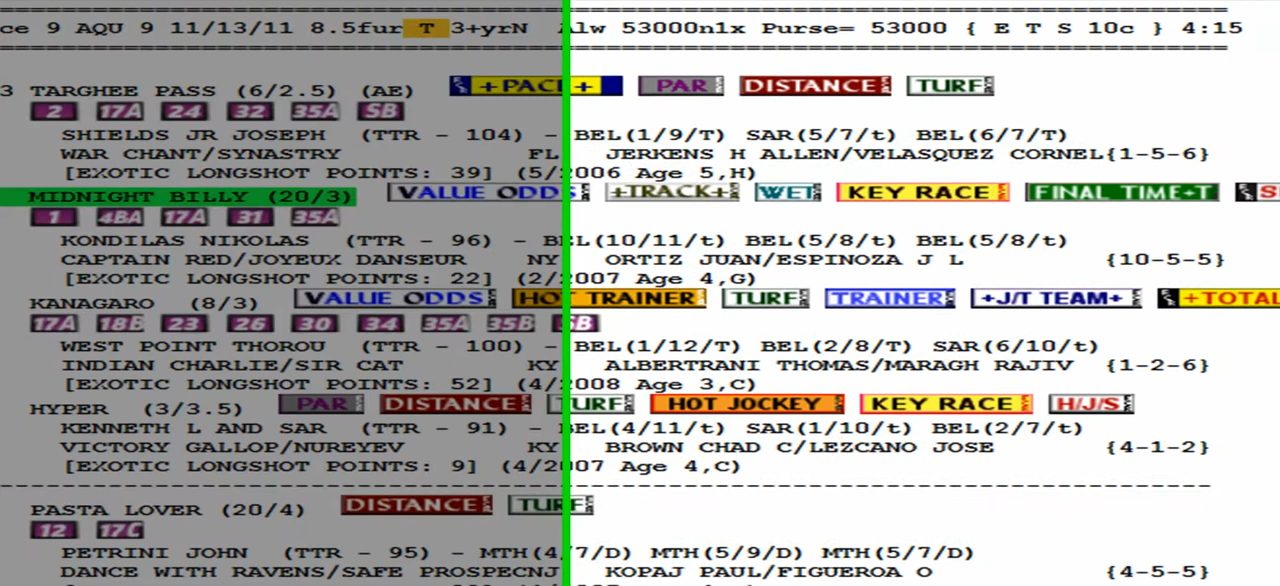 ce 9 AQU 9 11/13/11 8.5fur T 3+yrN Alw 53000n1x Purse= 53000 { E T S 10c } 4:15
3 TARGHEE PASS (6/2.5) (AE) +PACE+ PAR DISTANCE TURF
2 17A 24 32 35A SB
SHIELDS JR JOSEPH (TTR - 104) - BEL(1/9/T) SAR(5/7/t) BEL(6/7/T)
WAR CHANT/SYNASTRY FL JERKENS H ALLEN/VELASQUEZ CORNEL{1-5-6}
[EXOTIC LONGSHOT POINTS: 39] (5/2006 Age 5,H)
MIDNIGHT BILLY (20/3) VALUE ODDS +TRACK+ WET KEY RACE FINAL TIME+T S
1 4BA 17A 31 35A
KONDILAS NIKOLAS (TTR - 96) - BEL(10/11/t) BEL(5/8/t) BEL(5/8/t)
CAPTAIN RED/JOYEUX DANSEUR NY ORTIZ JUAN/ESPINOZA J L {10-5-5}
[EXOTIC LONGSHOT POINTS: 22] (2/2007 Age 4,G)
KANAGARO (8/3) VALUE ODDS HOT TRAINER TURF TRAINER +J/T TEAM+ +TOTAL
17A 18B 23 26 30 34 35A 35B SB
WEST POINT THOROU (TTR - 100) - BEL(1/12/T) BEL(2/8/T) SAR(6/10/t)
INDIAN CHARLIE/SIR CAT KY ALBERTRANI THOMAS/MARAGH RAJIV {1-2-6}
[EXOTIC LONGSHOT POINTS: 52] (4/2008 Age 3,C)
HYPER (3/3.5) PAR DISTANCE TURF HOT JOCKEY KEY RACE H/J/S
KENNETH L AND SAR (TTR - 91) - BEL(4/11/t) SAR(1/10/t) BEL(2/7/t)
VICTORY GALLOP/NUREYEV KY BROWN CHAD C/LEZCANO JOSE {4-1-2}
[EXOTIC LONGSHOT POINTS: 9] (4/2007 Age 4,C)
PASTA LOVER (20/4) DISTANCE TURF
12 17C
PETRINI JOHN (TTR - 95) - MTH(4/7/D) MTH(5/9/D) MTH(5/7/D)
DANCE WITH RAVENS/SAFE PROSPECNJ KOPAJ PAUL/FIGUEROA O {4-5-5}